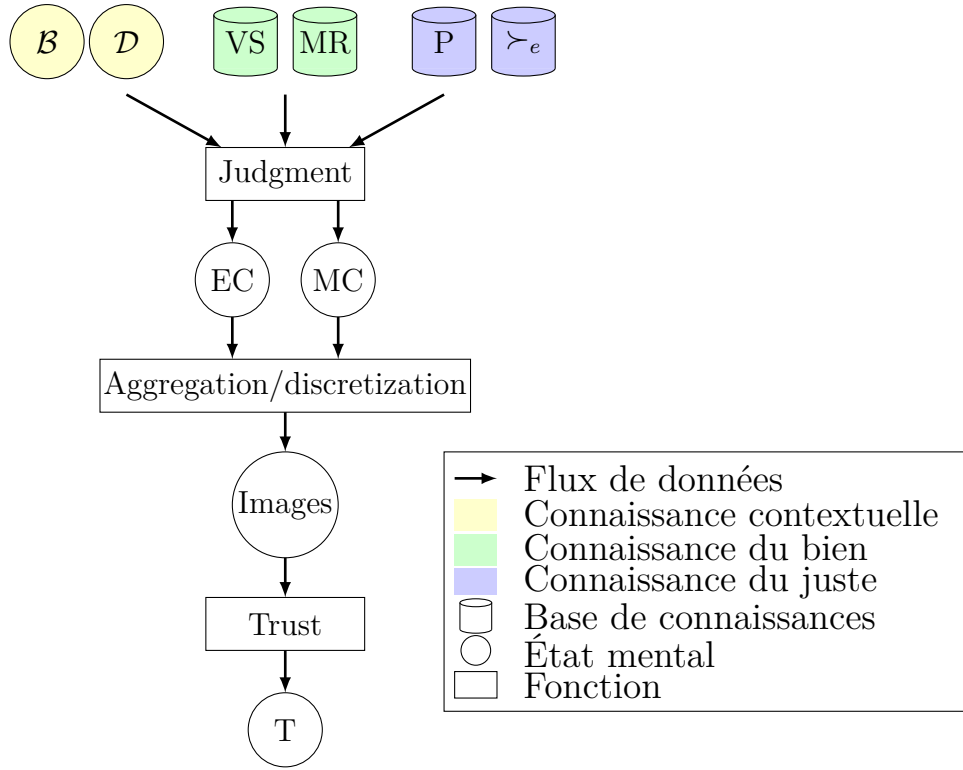 ℬ 𝒟 VS MR P ≻e
Judgment
EC MC
Aggregation/discretization
Images
Trust
T
Flux de données
Connaissance contextuelle
Connaissance du bien
Connaissance du juste
Base de connaissances
État mental
Fonction